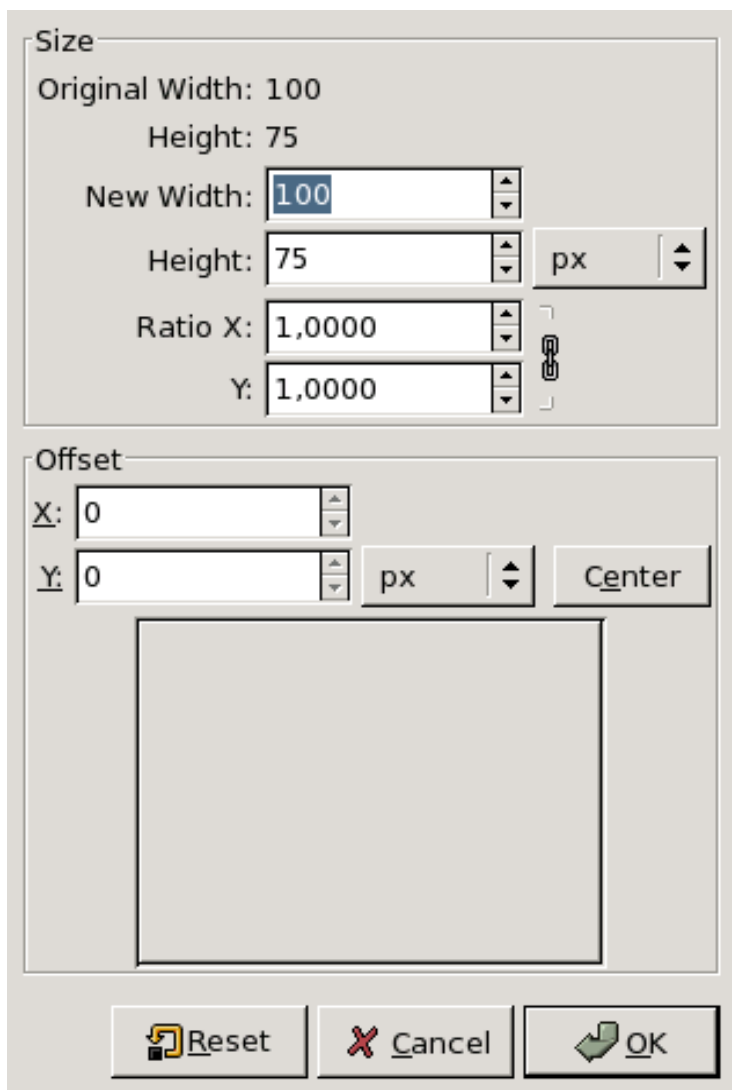 Size
Original Width: 100
Height: 75
New Width: 100
Height: 75 px
Ratio X: 1,0000
Y: 1,0000
Offset
X: 0
Y: 0 px Center
Reset Cancel OK